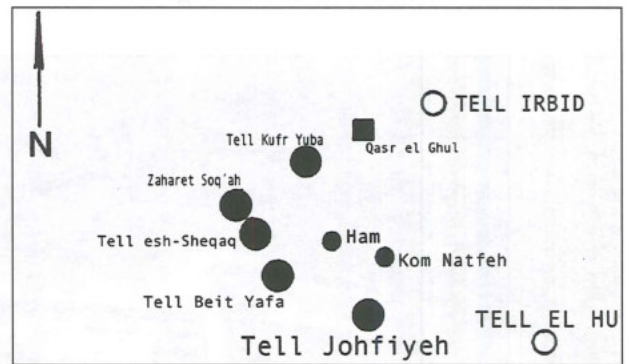 TELL IRBID
Tell Kufr Yuba
Qasr el Ghul
N
Zaharet Soq'ah
Tell esh-Sheqaq
Ham
Kom Natfeh
Tell Beit Yafa
TELL EL HU
Tell Johfiyeh